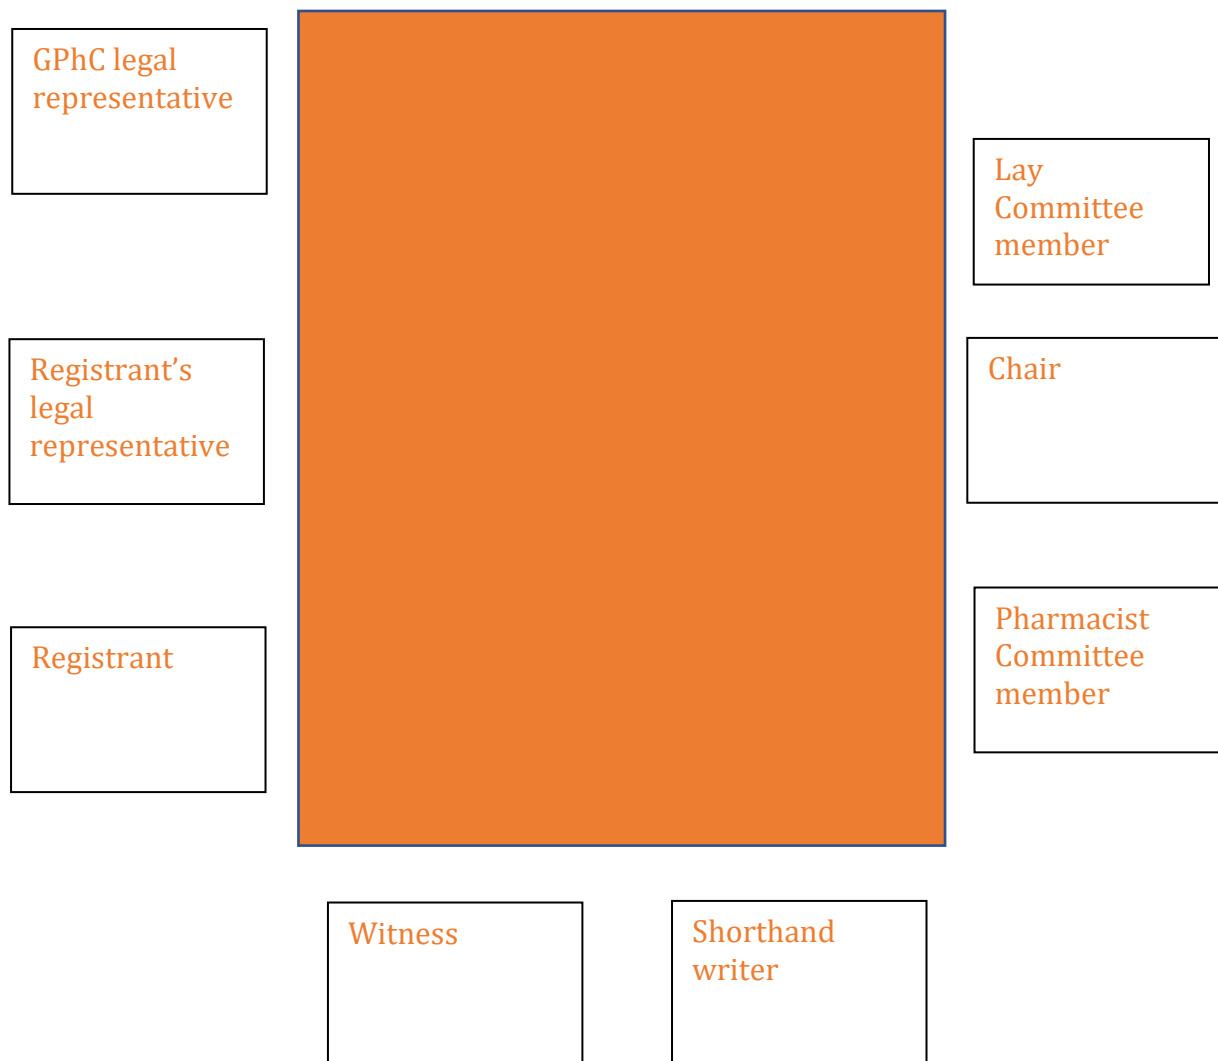 GPhC legal
representative
Lay
Committee
member
Registrant’s
legal
representative
Chair
Registrant
Pharmacist
Committee
member
Witness
Shorthand
writer